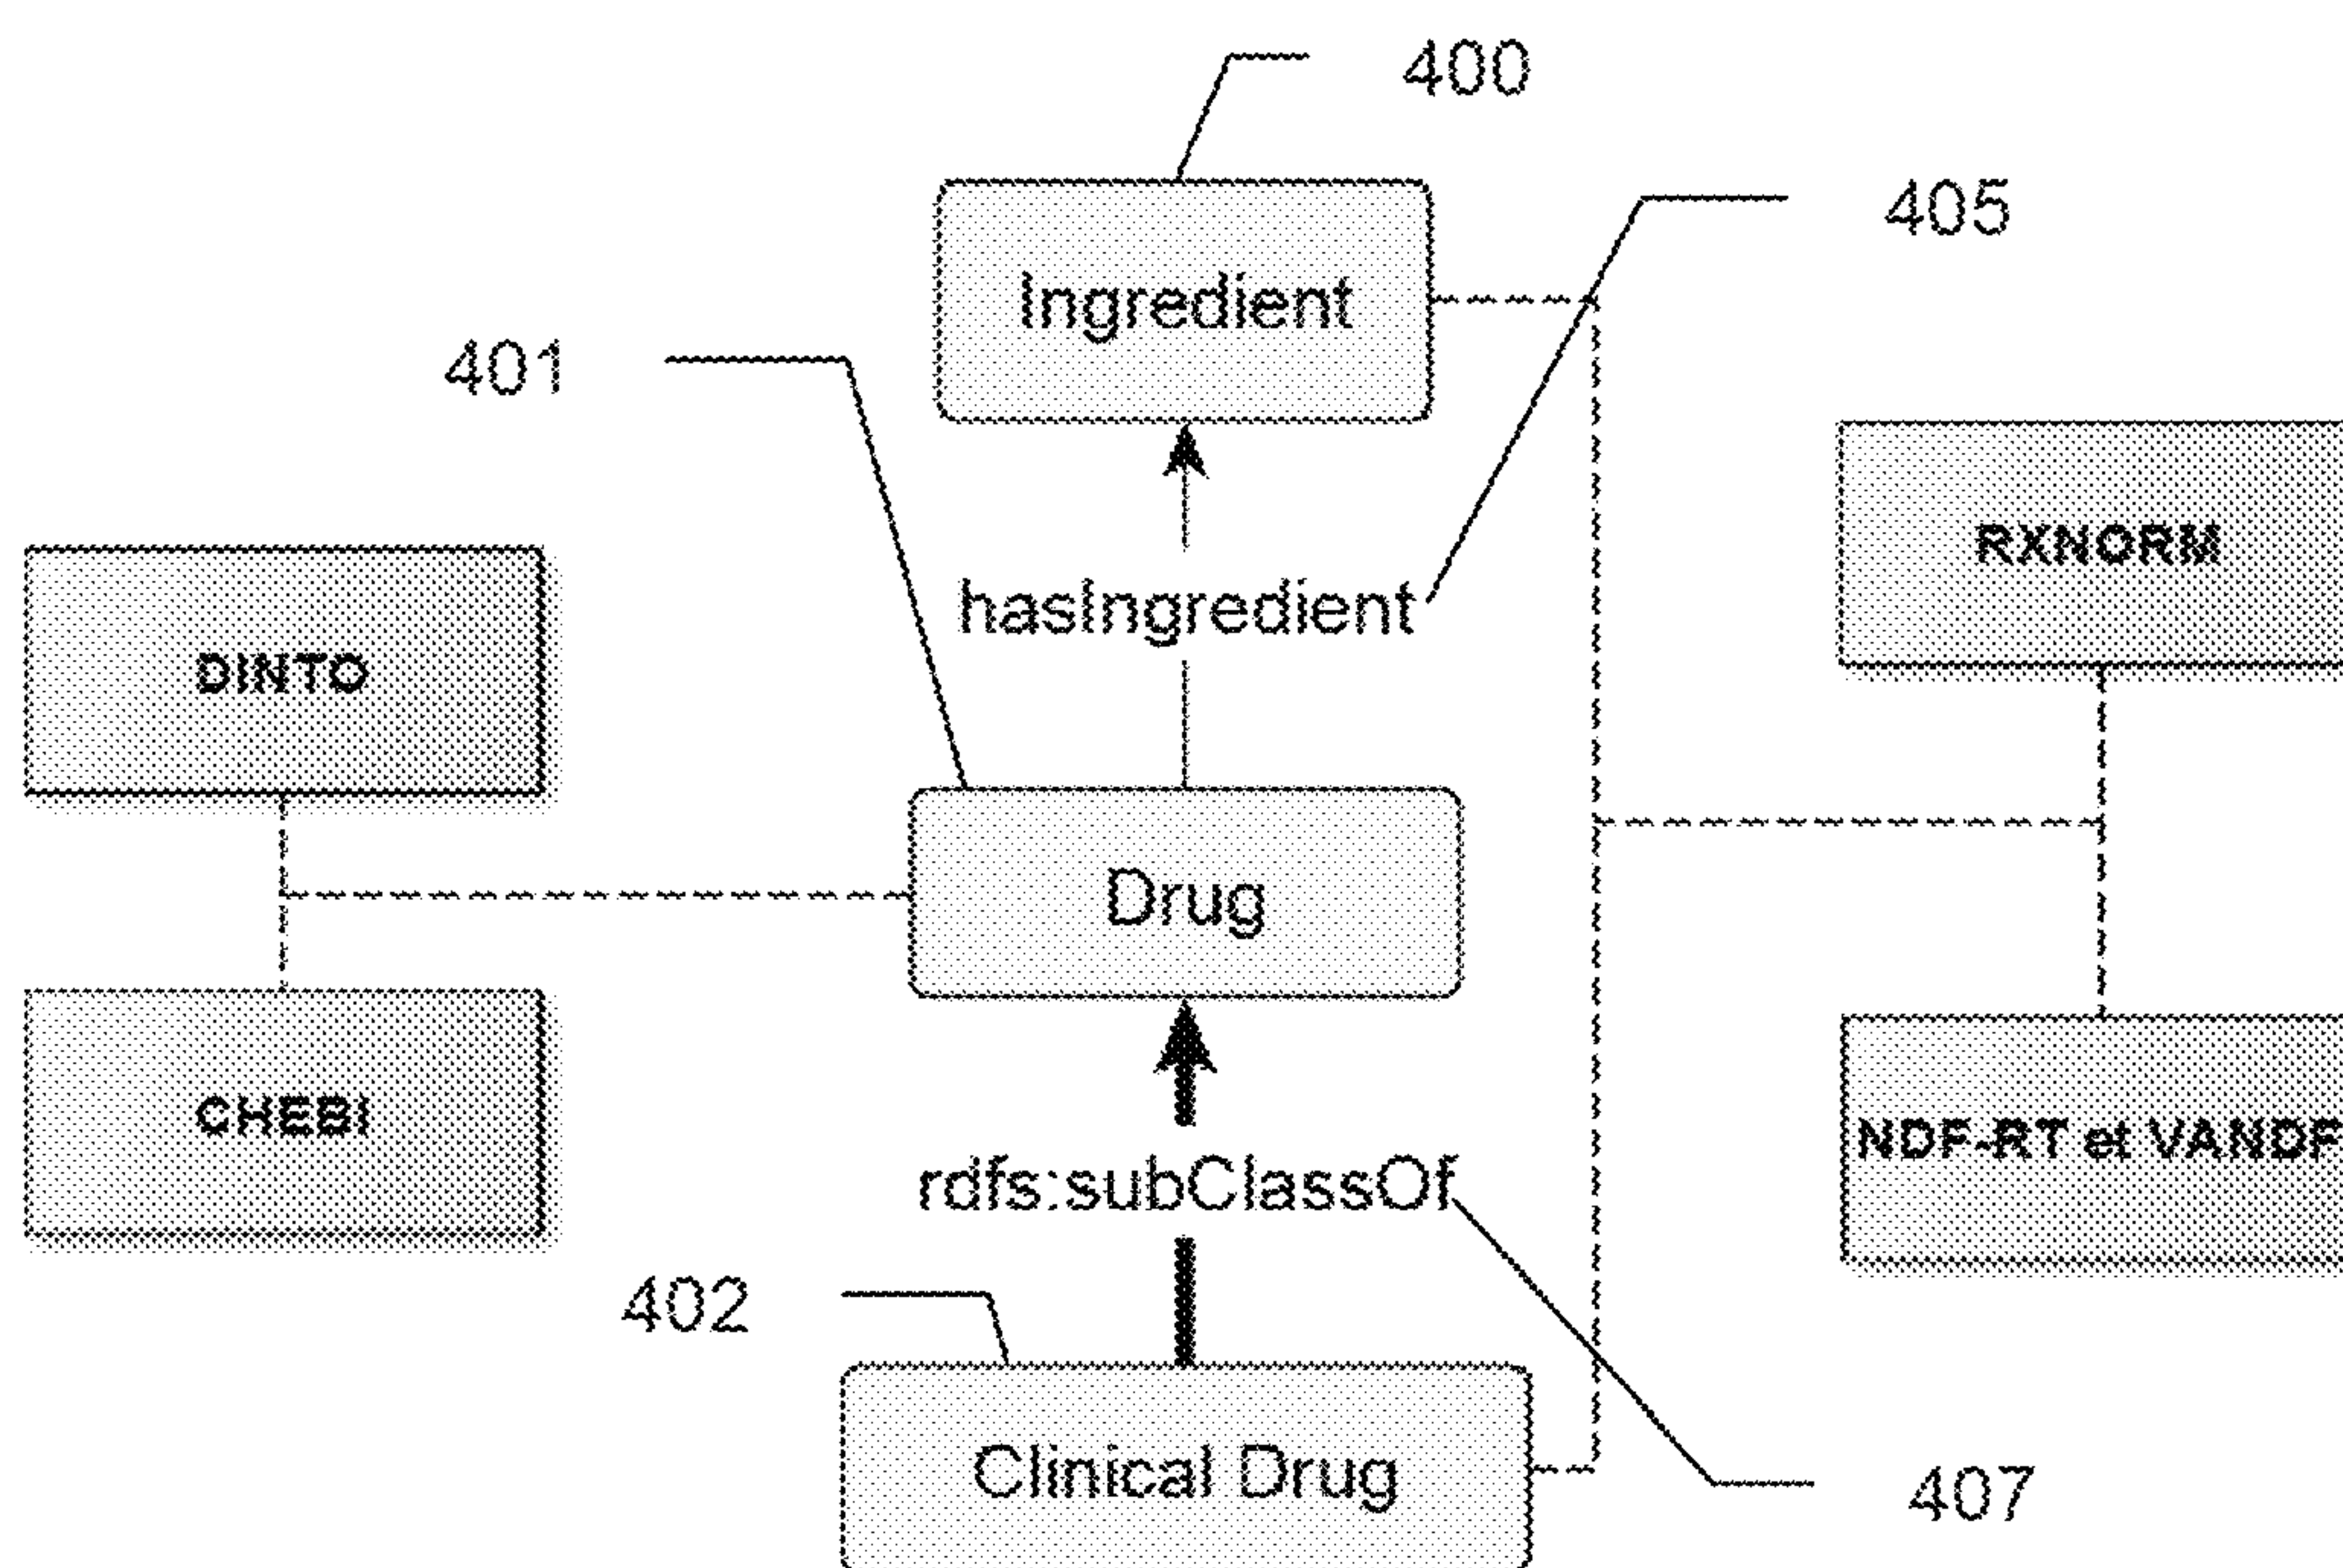 400
405
Ingredient
401
RXNORM
hasIngredient
DINTO
Drug
CHEBI
NDF-RT et VANDF
rdfs:subClassOf
402
Clinical Drug
407